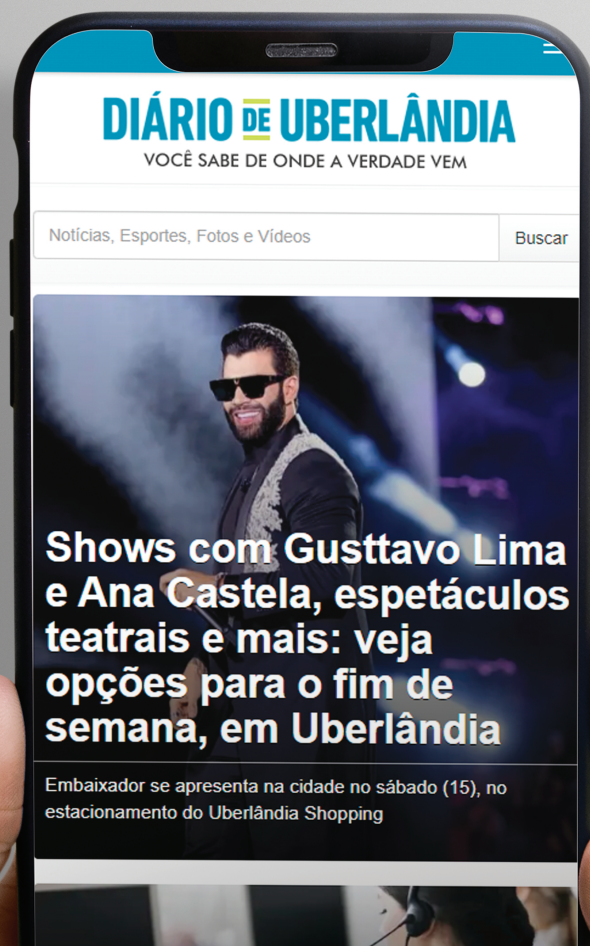 DIÁRIO DE UBERLÂNDIA
VOCÊ SABE DE ONDE A VERDADE VEM
Notícias, Esportes, Fotos e Vídeos
Buscar
Shows com Gusttavo Lima
e Ana Castela, espetáculos
teatrais e mais: veja
opções para o fim de
semana, em Uberlândia
Embaixador se apresenta na cidade no sábado (15), no
estacionamento do Uberlândia Shopping